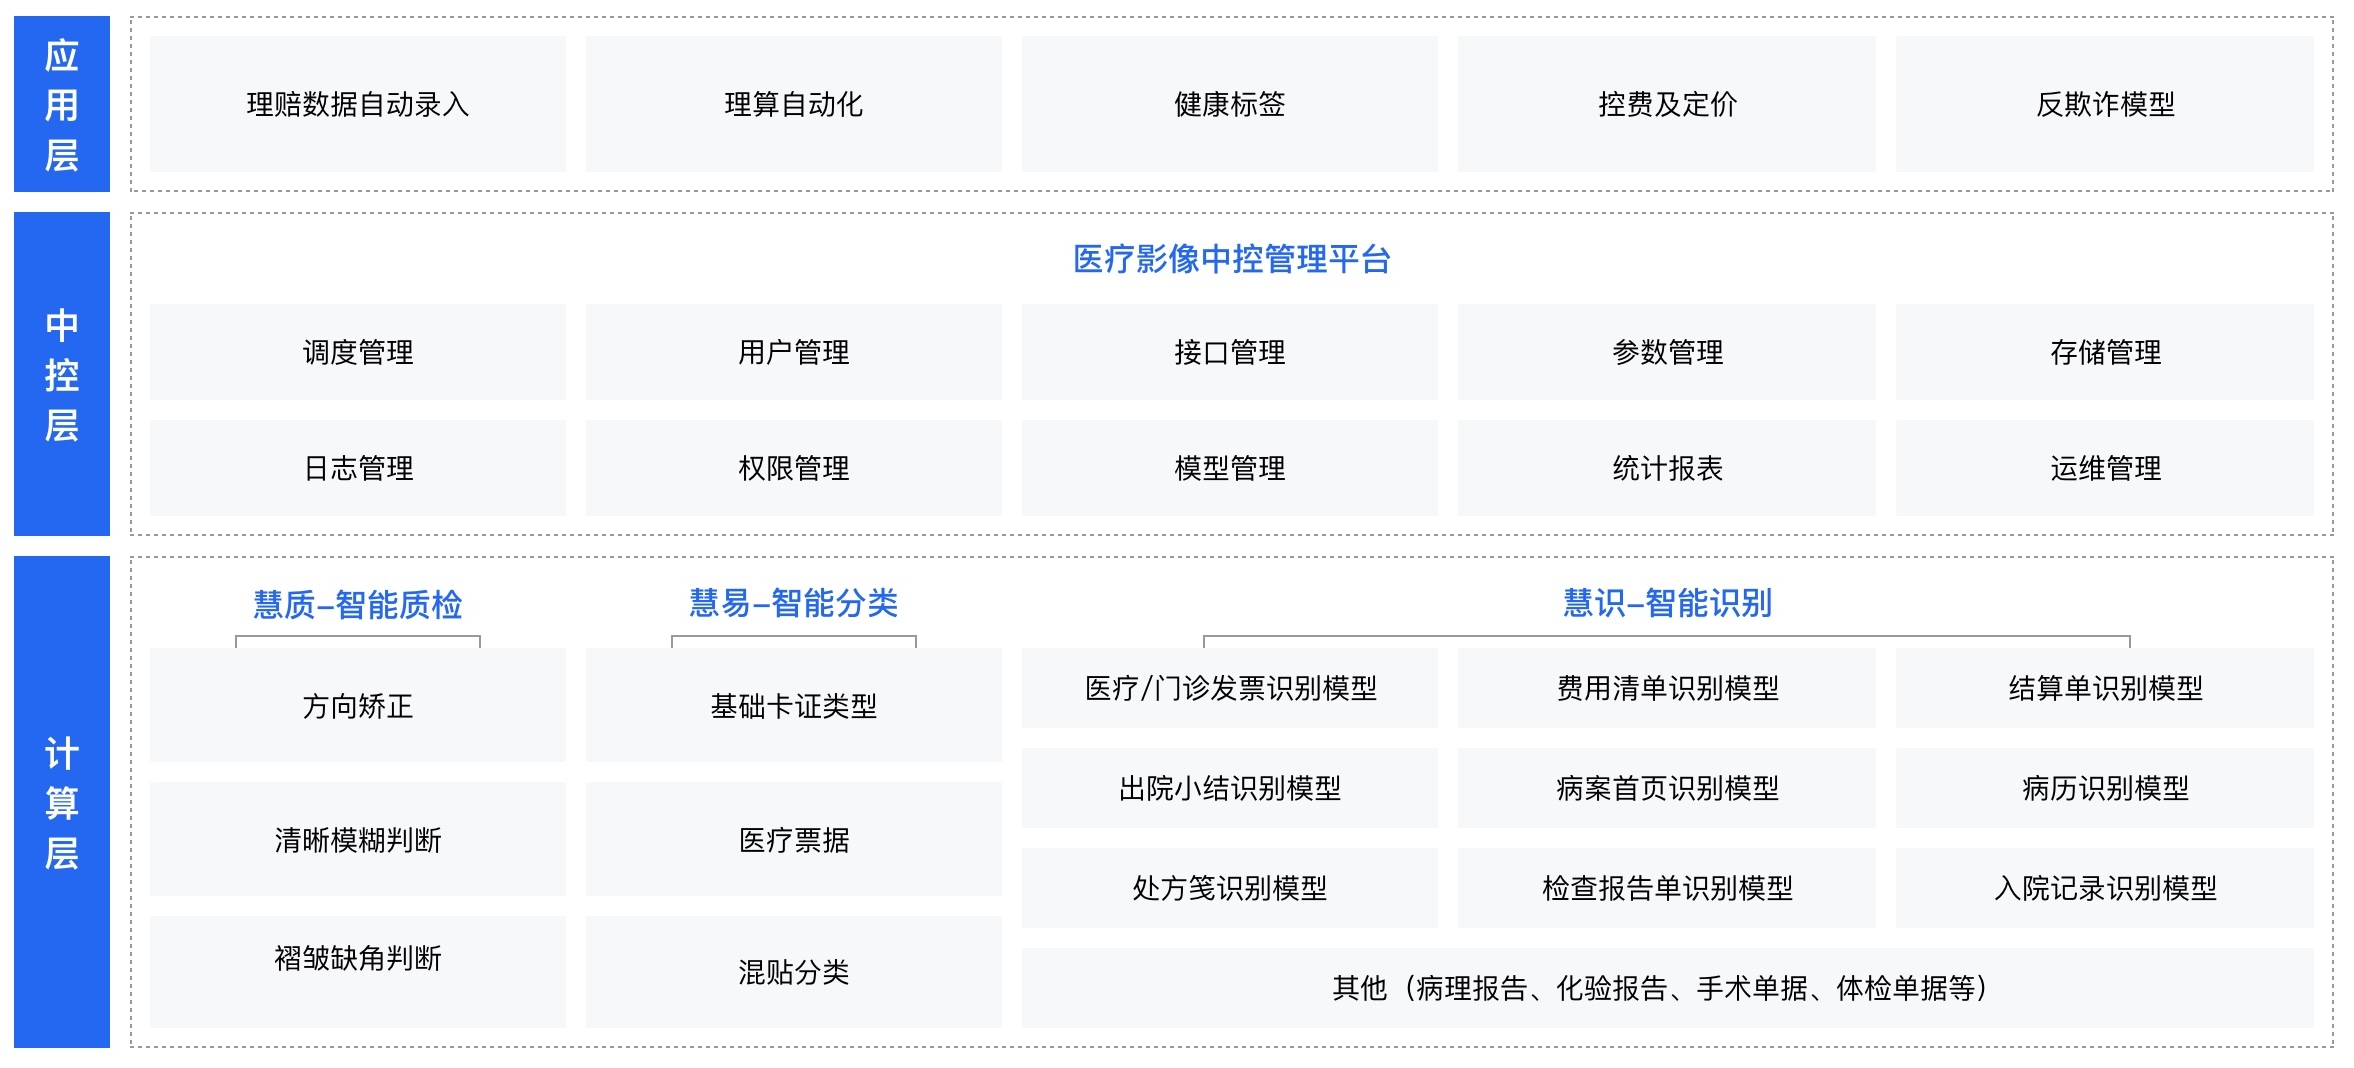 应用层
理赔数据自动录入
理算自动化
健康标签
控费及定价
反欺诈模型
中控层
医疗影像中控管理平台
调度管理
用户管理
接口管理
参数管理
存储管理
日志管理
权限管理
模型管理
统计报表
运维管理
计算层
慧质–智能质检
方向矫正
清晰模糊判断
褶皱缺角判断
慧易–智能分类
基础卡证类型
医疗票据
混贴分类
慧识–智能识别
医疗/门诊发票识别模型
费用清单识别模型
结算单识别模型
出院小结识别模型
病案首页识别模型
病历识别模型
处方笺识别模型
检查报告单识别模型
入院记录识别模型
其他（病理报告、化验报告、手术单据、体检单据等）